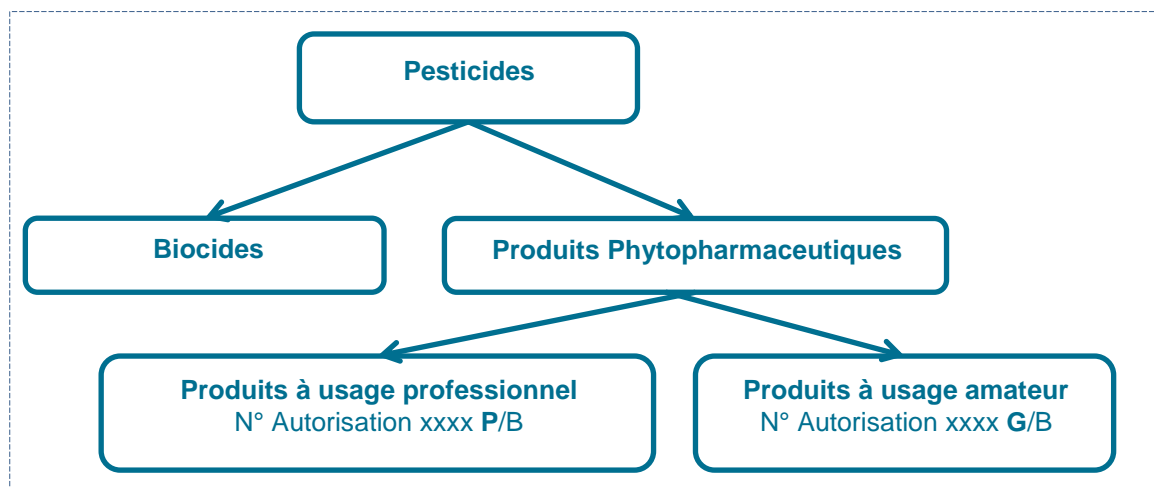 Pesticides
Biocides
Produits Phytopharmaceutiques
Produits à usage professionnel
N° Autorisation xxxx P/B
Produits à usage amateur
N° Autorisation xxxx G/B